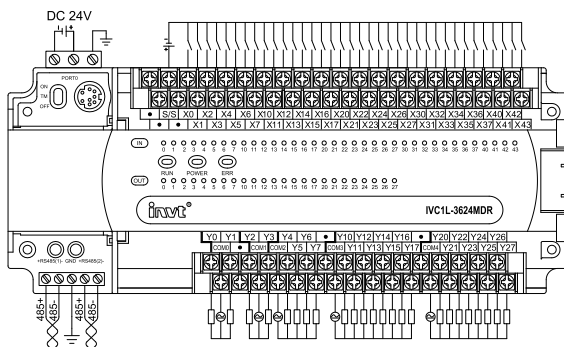 DC 24V
PORT0
ON
TM
OFF
• S/S X0 X2 X4 X6 X10 X12 X14 X16 X20 X22 X24 X26 X30 X32 X34 X36 X40 X42
• • X1 X3 X5 X7 X11 X13 X15 X17 X21 X23 X25 X27 X31 X33 X35 X37 X41 X43
IN
0 1 2 3 4 5 6 7 10 11 12 13 14 15 16 17 20 21 22 23 24 25 26 27 30 31 32 33 34 35 36 37 40 41 42 43
RUN POWER ERR
OUT
0 1 2 3 4 5 6 7 10 11 12 13 14 15 16 17 20 21 22 23 24 25 26 27
invt®
IVC1L-3624MDR
Y0 Y1 Y2 Y3 Y4 Y6 • Y10 Y12 Y14 Y16 • Y20 Y22 Y24 Y26
COM0 • COM1 COM2 Y5 Y7 COM3 Y11 Y13 Y15 Y17 COM4 Y21 Y23 Y25 Y27
+RS485(1)- GND +RS485(2)-
485+ 485- 485+ 485-